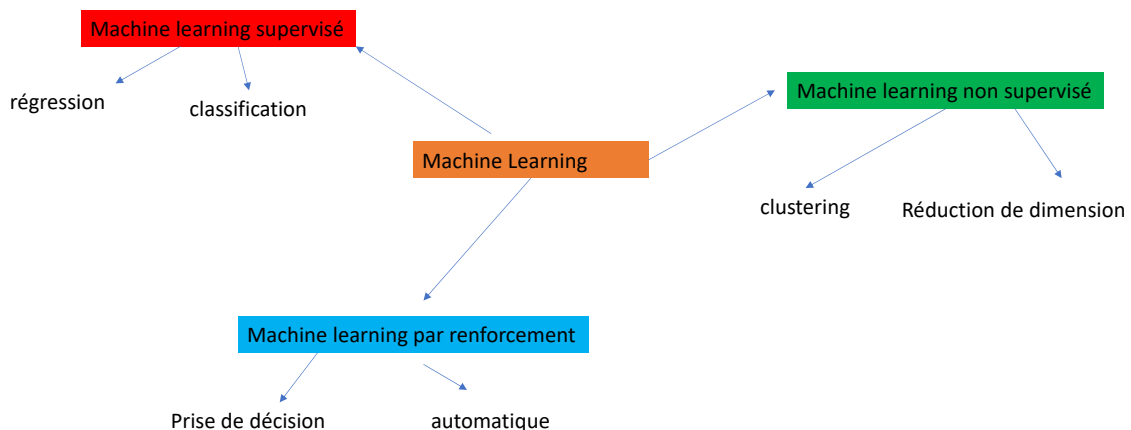 Machine learning supervisé
régression
classification
Machine learning non supervisé
Machine Learning
clustering
Réduction de dimension
Machine learning par renforcement
Prise de décision
automatique